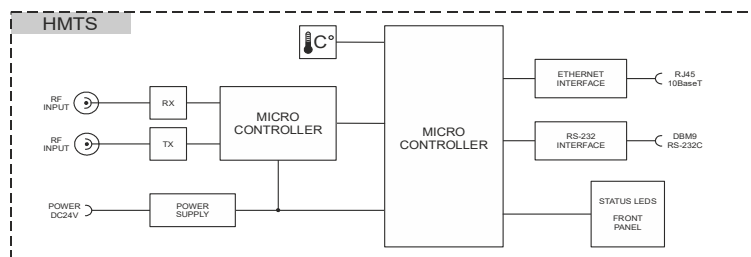 HMTS
C°
RF
INPUT
RX
MICRO
CONTROLLER
RF
INPUT
TX
POWER
DC24V
POWER
SUPPLY
MICRO
CONTROLLER
ETHERNET
INTERFACE
RJ45
10BaseT
RS-232
INTERFACE
DBM9
RS-232C
STATUS LEDS
FRONT
PANEL